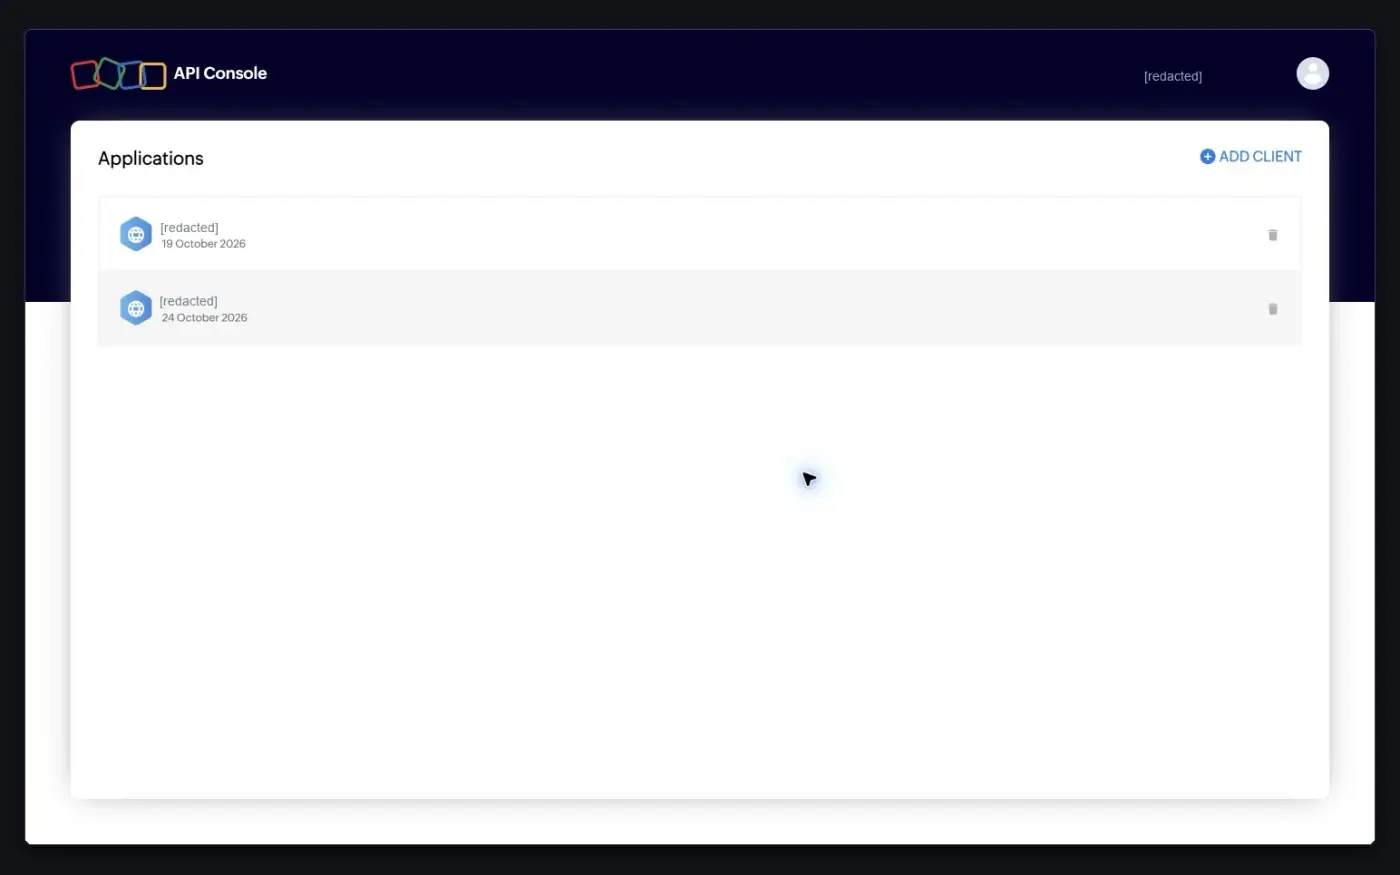 API Console
[redacted]
Applications
ADD CLIENT
[redacted]
19 October 2026
[redacted]
24 October 2026